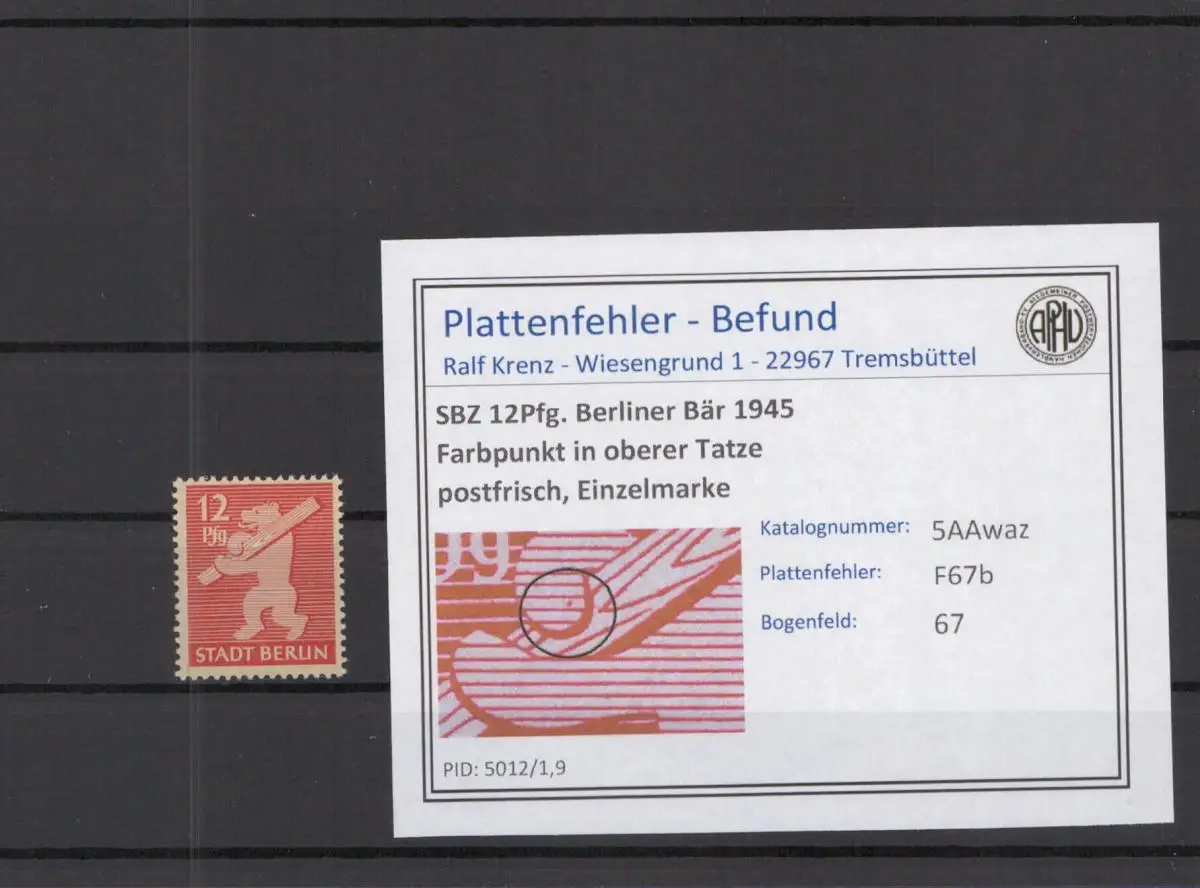 12
Pfg
STADT BERLIN
Plattenfehler - Befund
Ralf Krenz - Wiesengrund 1 - 22967 Tremsbüttel
APHV
SBZ 12Pfg. Berliner Bär 1945
Farbpunkt in oberer Tatze
postfrisch, Einzelmarke
Katalognummer: 5AAwaz
Plattenfehler: F67b
Bogenfeld: 67
PID: 5012/1,9